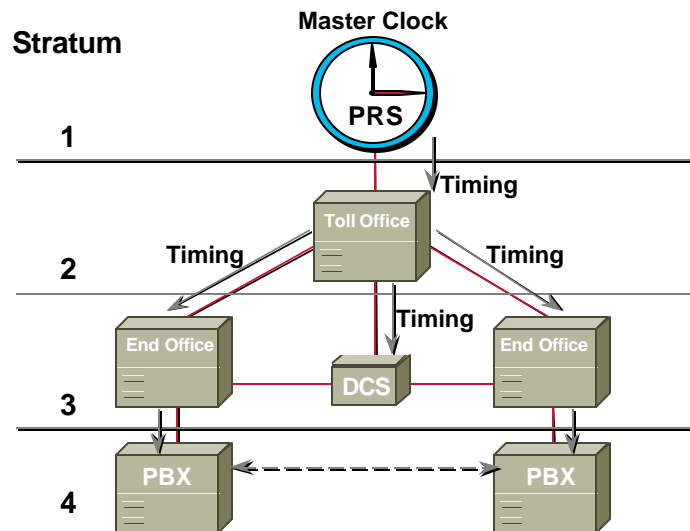 Master Clock
Stratum
PRS
1
Timing
Toll Office
Timing
Timing
2
Timing
End Office
End Office
DCS
3
PBX
PBX
4